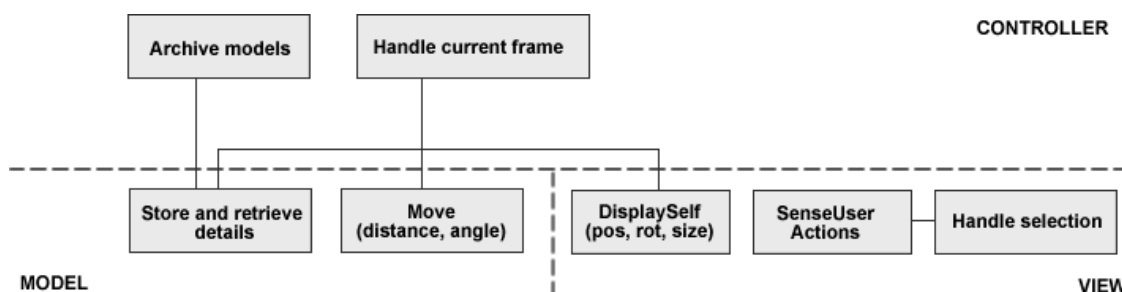 CONTROLLER
Archive models
Handle current frame
Store and retrieve
details
Move
(distance, angle)
DisplaySelf
(pos, rot, size)
SenseUser
Actions
Handle selection
MODEL
VIEW